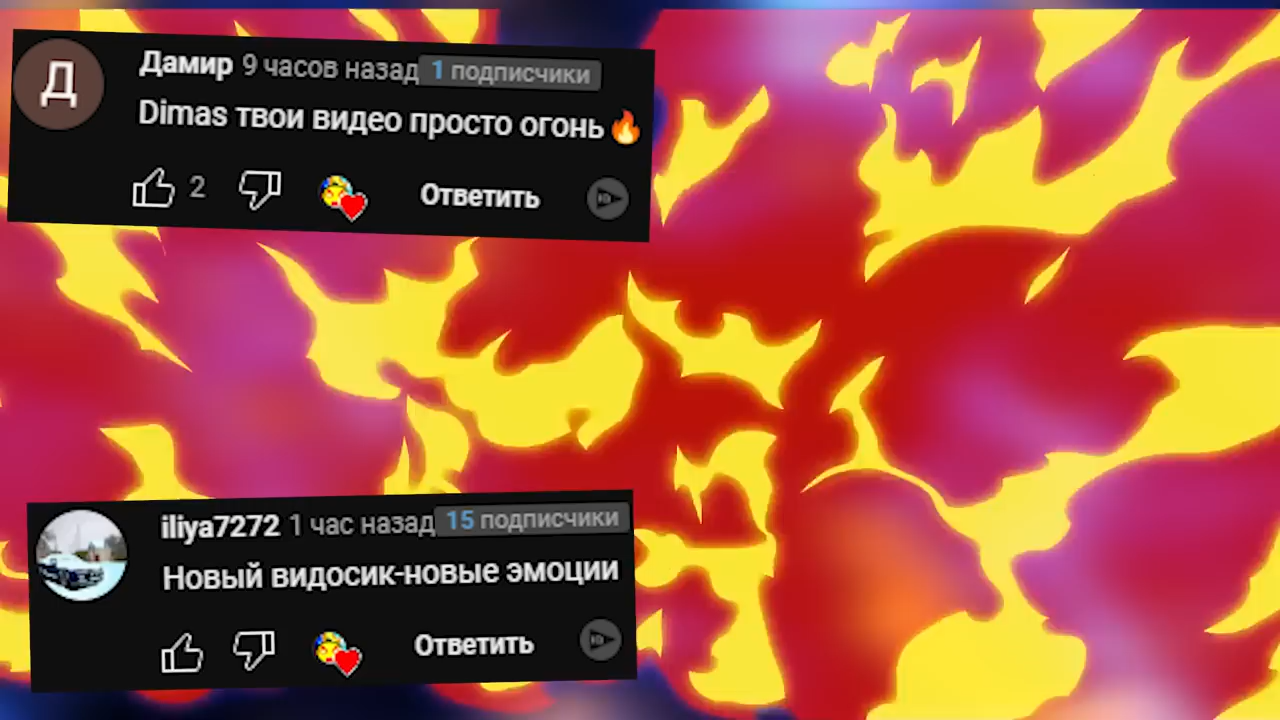 Д
Дамир 9 часов назад 1 подписчики
Dimas твои видео просто огонь🔥
2
Ответить
iliya7272 1 час назад 15 подписчики
Новый видосик-новые эмоции
Ответить